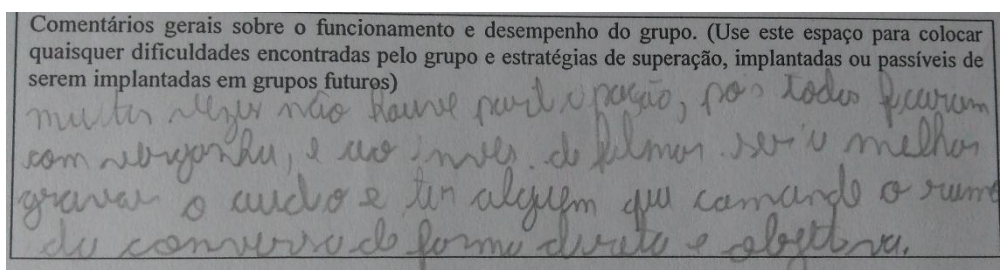 Comentários gerais sobre o funcionamento e desempenho do grupo. (Use este espaço para colocar
quaisquer dificuldades encontradas pelo grupo e estratégias de superação, implantadas ou passíveis de
serem implantadas em grupos futuros)
muitas vezes não houve participação, pois todos ficaram
com vergonha, e ao invés de filmar seria melhor
gravar o audio e ter alguem que comande o rumo
da conversa de forma direta e objetiva.